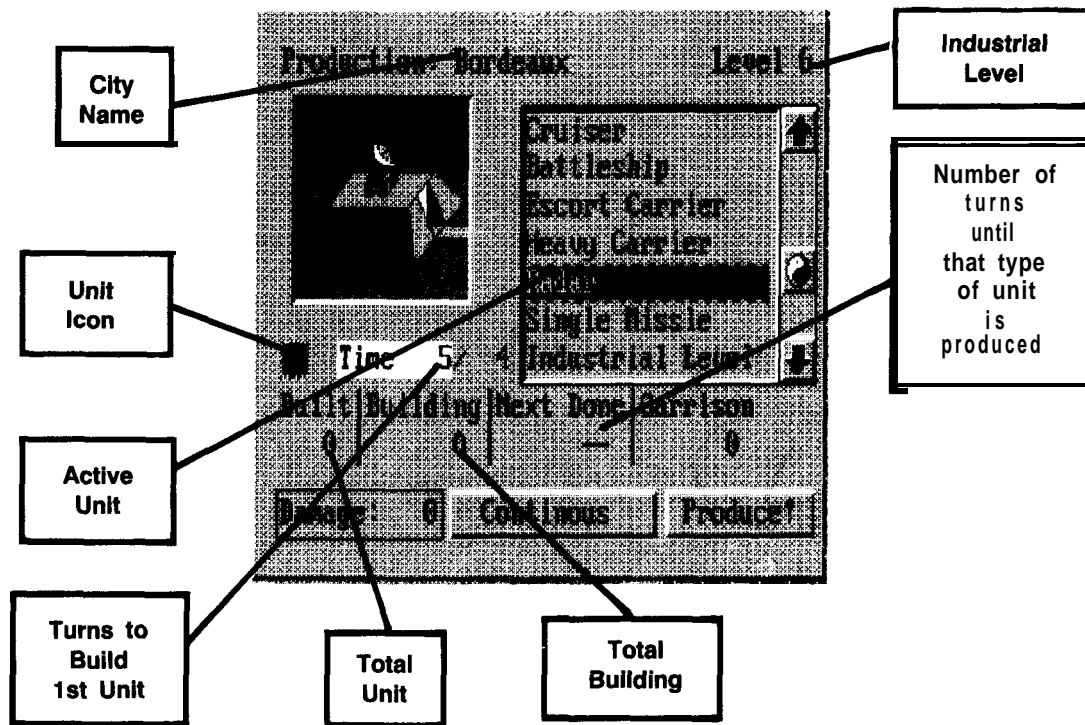 City
Name
Production: Bordeaux
Level 6
Industrial
Level
Cruiser
Battleship
Escort Carrier
Heavy Carrier
Single Missle
Industrial Level
Number of
turns
until
that type
of unit
is
produced
Unit
Icon
Time 5/ 4
Built
Building
Next Done
Garrison
0
0
—
0
Active
Unit
Damage: 0
Continous
Produce!
Turns to
Build
1st Unit
Total
Unit
Total
Building